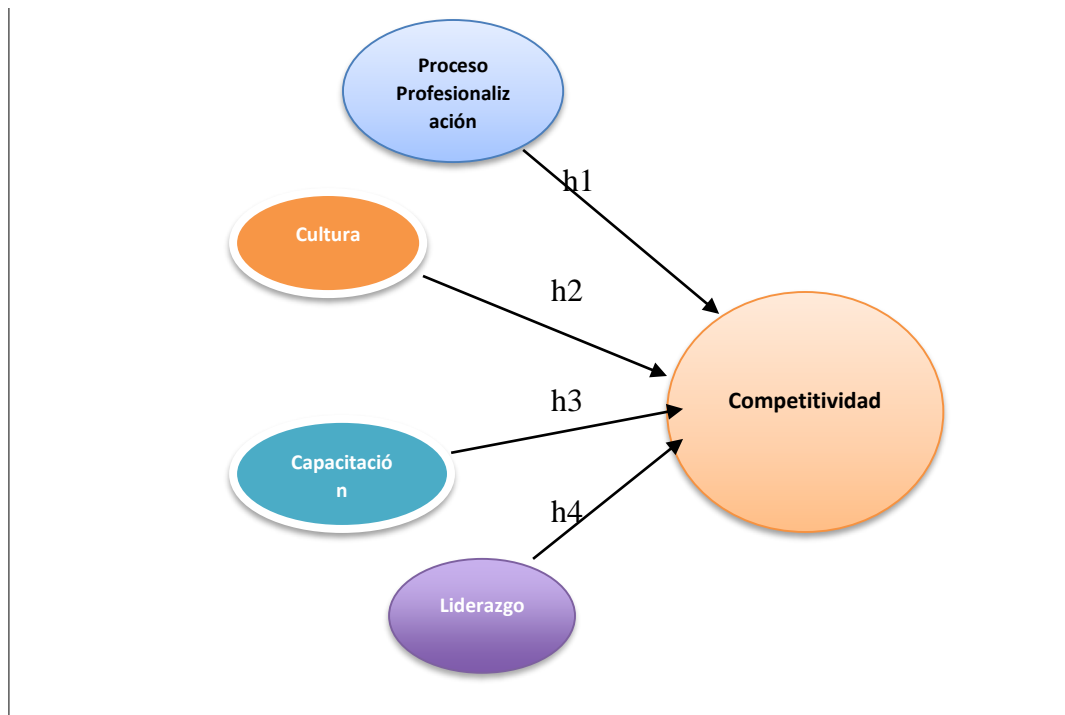 Proceso
Profesionaliz
ación
h1
Cultura
h2
Competitividad
h3
Capacitació
n
h4
Liderazgo